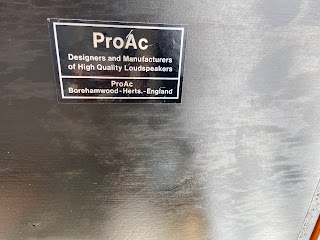 ProAc
Designers and Manufacturers
of High Quality Loudspeakers
ProAc
Borehamwood-Herts.-England